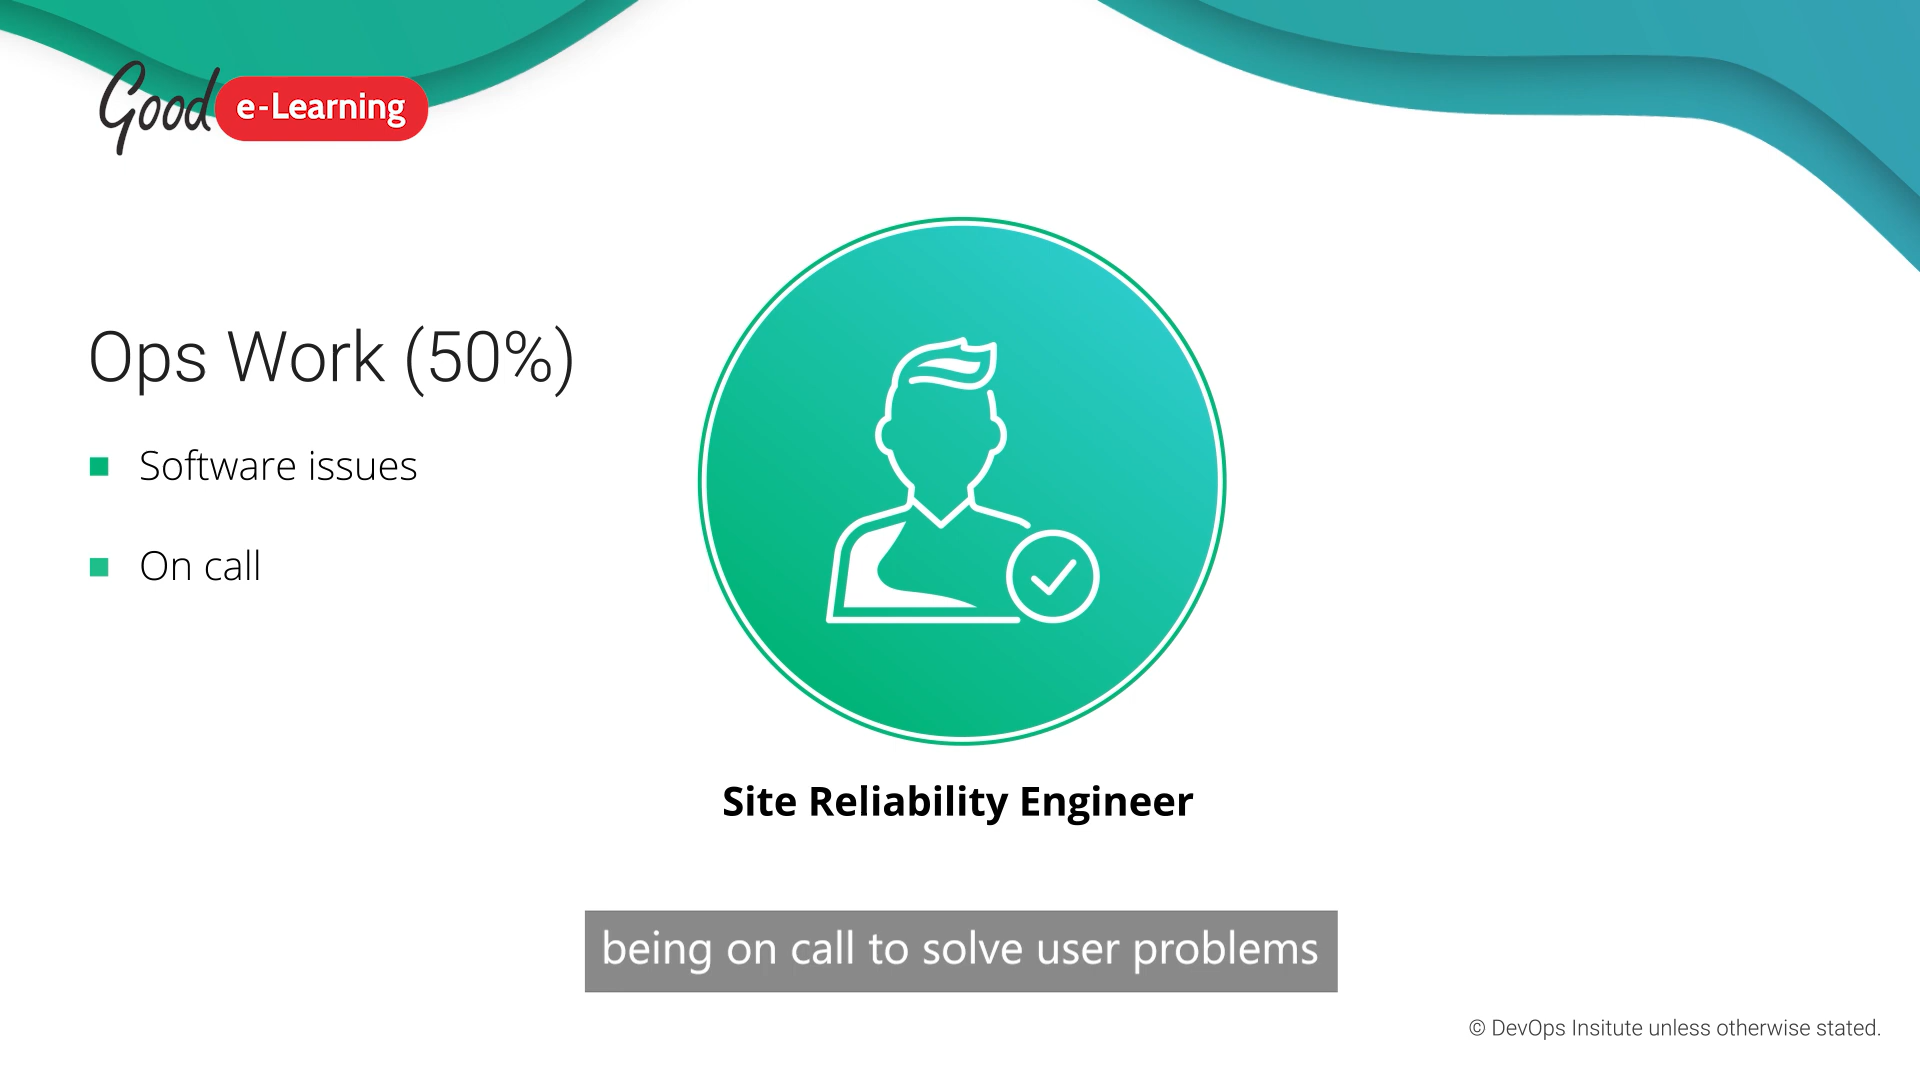 Good e-Learning
Ops Work (50%)
Software issues
On call
Site Reliability Engineer
being on call to solve user problems
© DevOps Insitute unless otherwise stated.